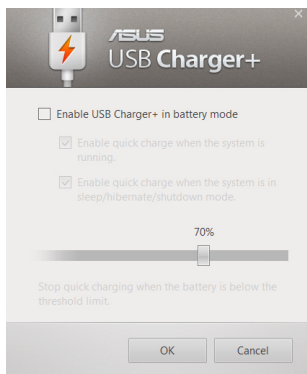 ASUS
USB Charger+
Enable USB Charger+ in battery mode
Enable quick charge when the system is
running.
Enable quick charge when the system is in
sleep/hibernate/shutdown mode.
70%
Stop quick charging when the battery is below the
threshold limit.
OK
Cancel